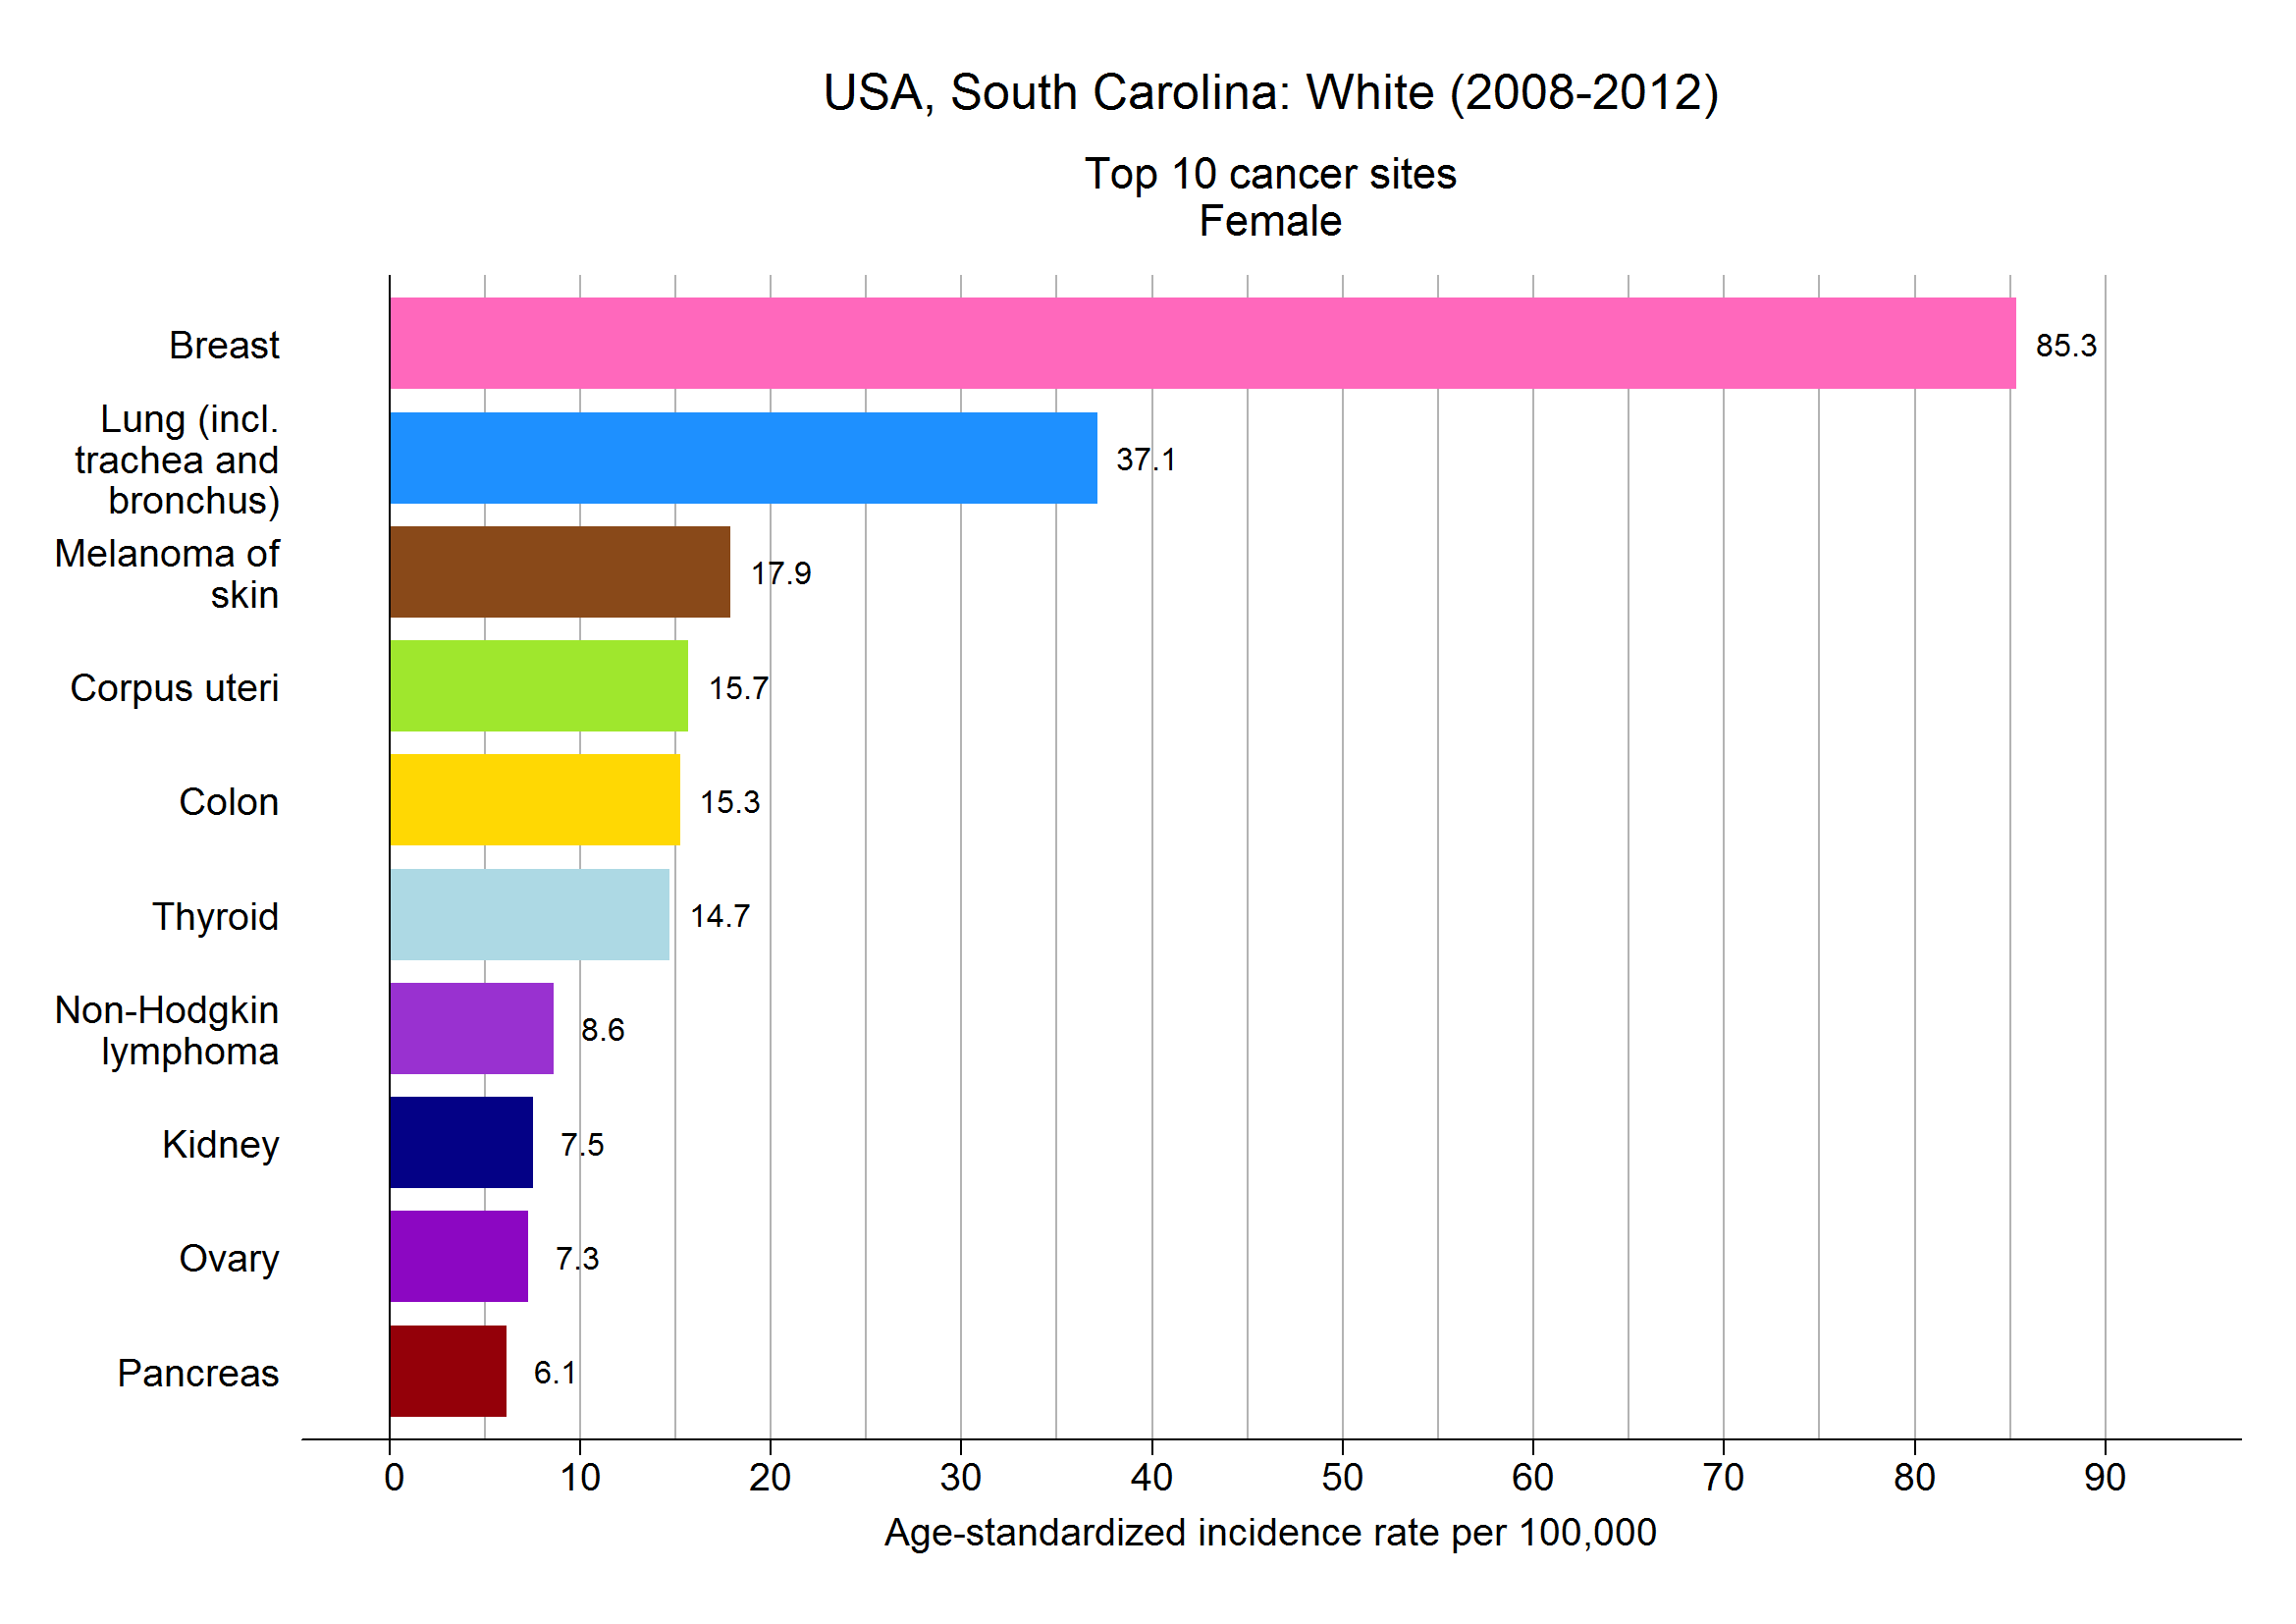 USA, South Carolina: White (2008-2012)
Top 10 cancer sites
Female
Breast
85.3
Lung (incl.
trachea and
bronchus)
37.1
Melanoma of
skin
17.9
Corpus uteri
15.7
Colon
15.3
Thyroid
14.7
Non-Hodgkin
lymphoma
8.6
Kidney
7.5
Ovary
7.3
Pancreas
6.1
0 10 20 30 40 50 60 70 80 90
Age-standardized incidence rate per 100,000